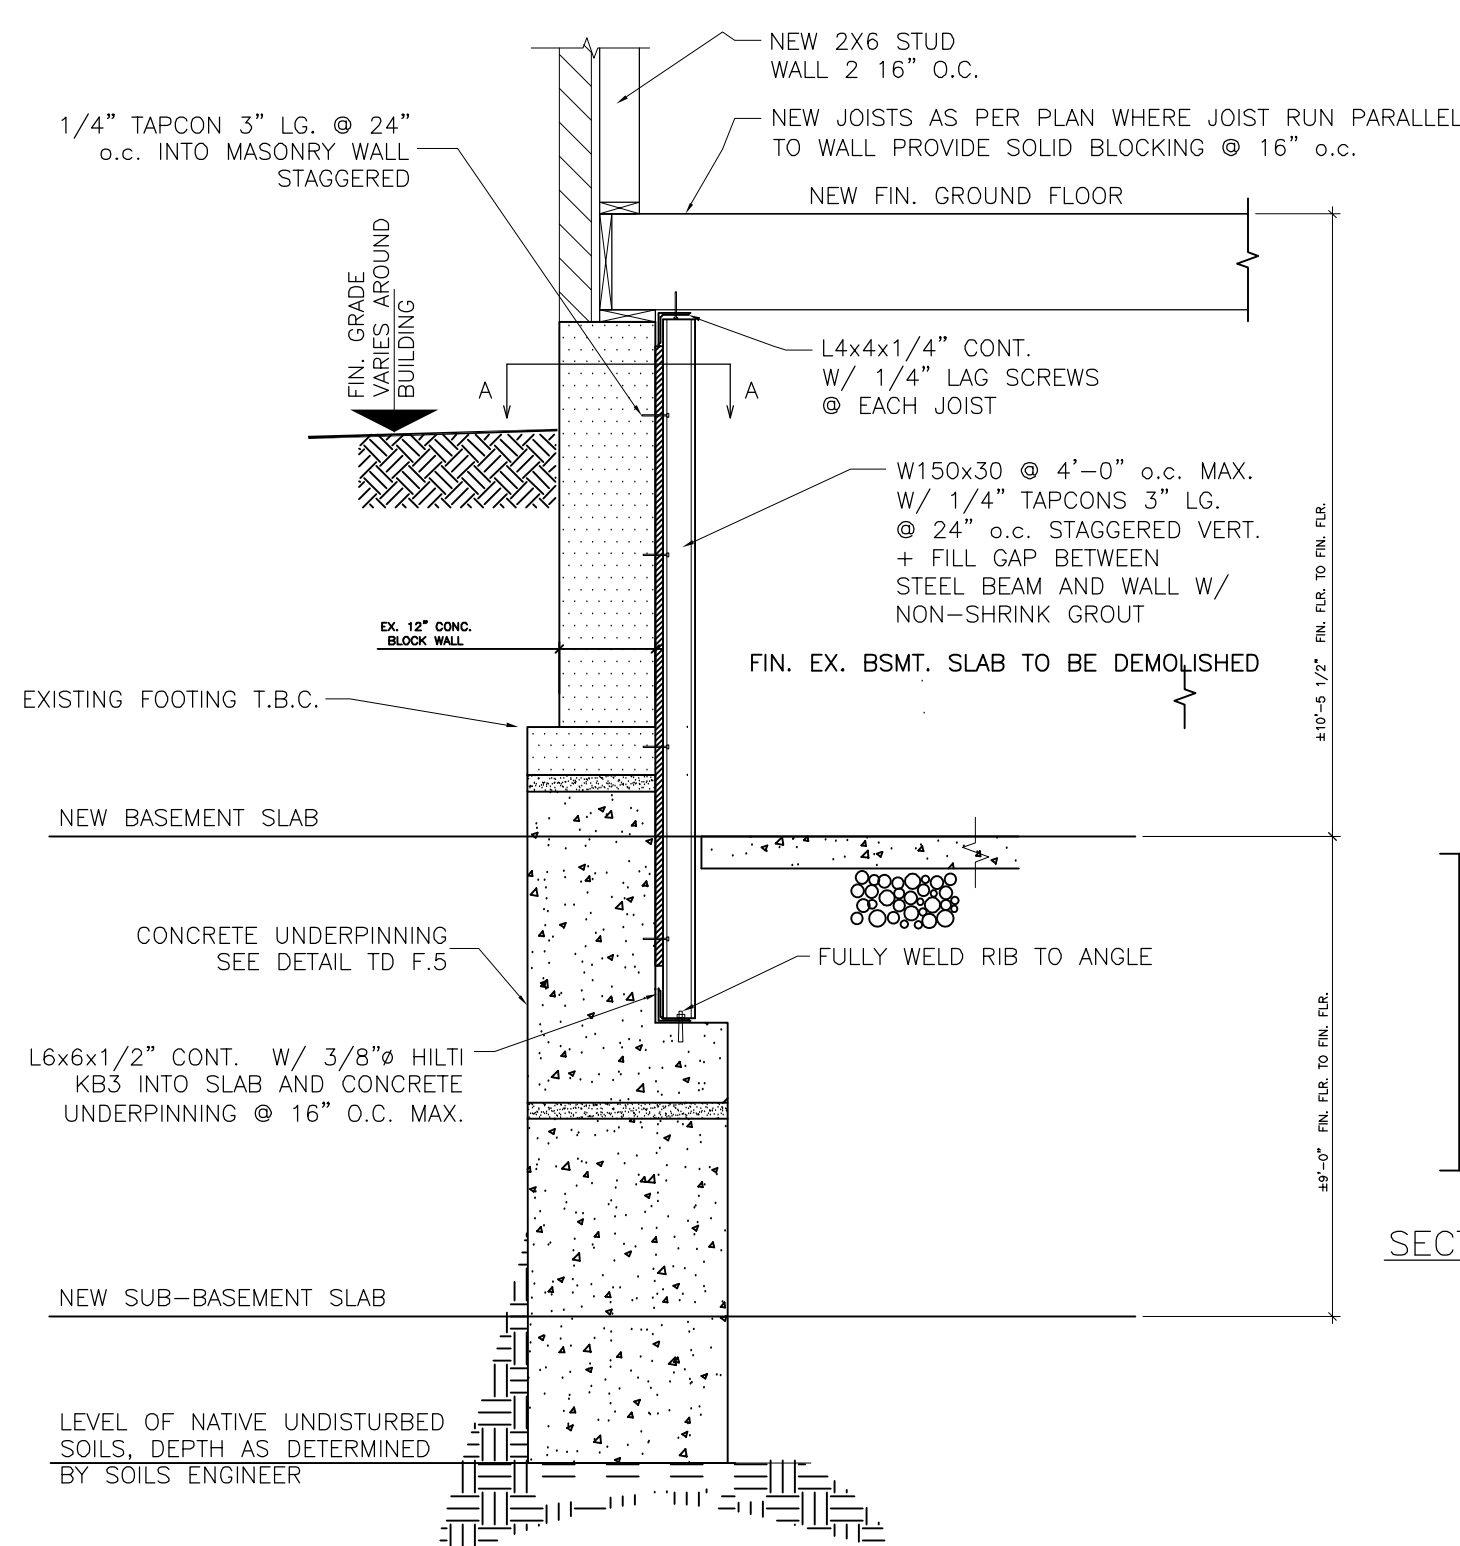 NEW 2X6 STUD
WALL 2 16" O.C.
1/4" TAPCON 3" LG. @ 24"
o.c. INTO MASONRY WALL
STAGGERED
NEW JOISTS AS PER PLAN WHERE JOIST RUN PARALLEL
TO WALL PROVIDE SOLID BLOCKING @ 16" o.c.
NEW FIN. GROUND FLOOR
FIN. GRADE
VARIES AROUND
BUILDING
L4x4x1/4" CONT.
W/ 1/4" LAG SCREWS
@ EACH JOIST
A
A
W150x30 @ 4'-0" o.c. MAX.
W/ 1/4" TAPCONS 3" LG.
@ 24" o.c. STAGGERED VERT.
+ FILL GAP BETWEEN
STEEL BEAM AND WALL W/
NON-SHRINK GROUT
±10'-5 1/2" FIN. FLR. TO FIN. FLR.
EX. 12" CONC.
BLOCK WALL
FIN. EX. BSMT. SLAB TO BE DEMOLISHED
EXISTING FOOTING T.B.C.
NEW BASEMENT SLAB
CONCRETE UNDERPINNING
SEE DETAIL TD F.5
FULLY WELD RIB TO ANGLE
L6x6x1/2" CONT. W/ 3/8"ø HILTI
KB3 INTO SLAB AND CONCRETE
UNDERPINNING @ 16" O.C. MAX.
±9'-0" FIN. FLR. TO FIN. FLR.
NEW SUB-BASEMENT SLAB
LEVEL OF NATIVE UNDISTURBED
SOILS, DEPTH AS DETERMINED
BY SOILS ENGINEER